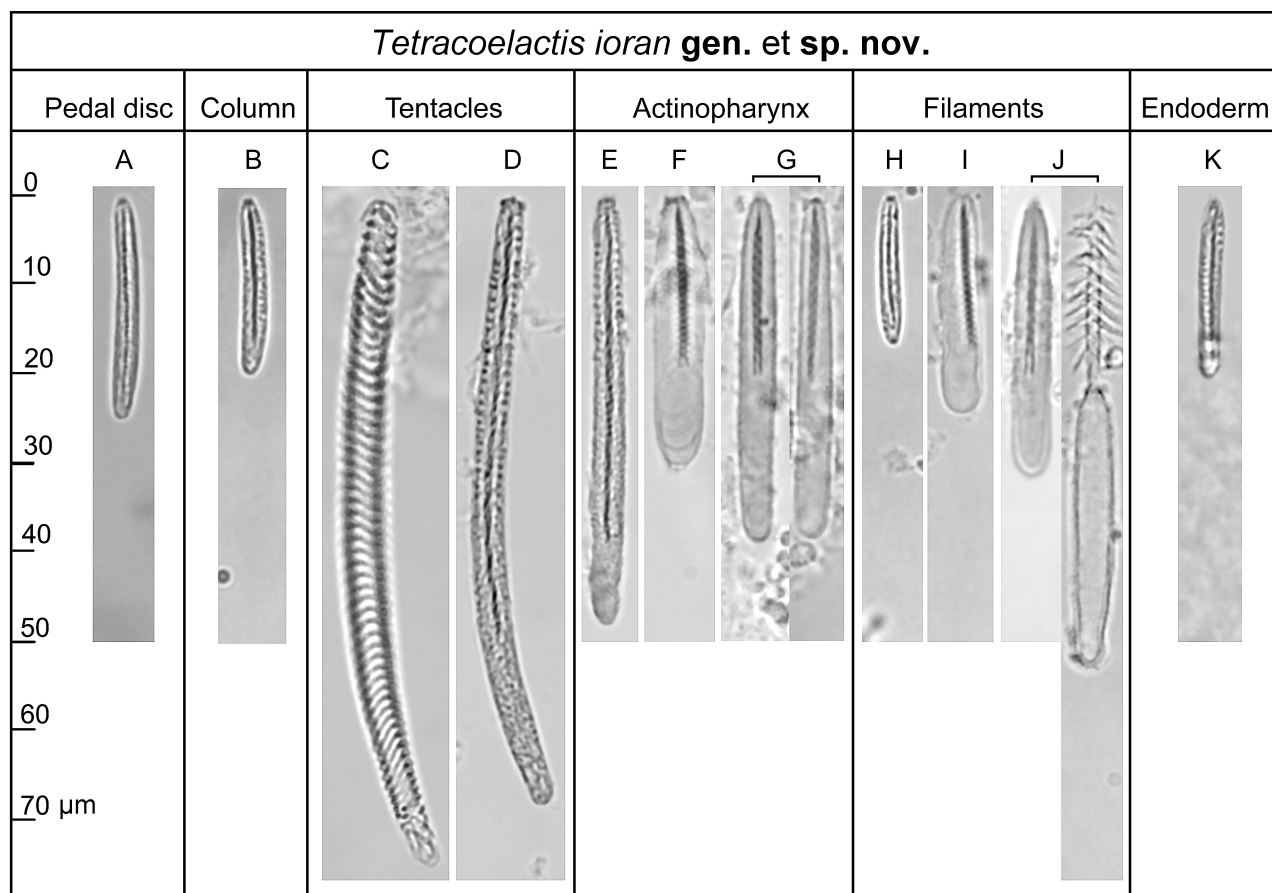 Tetracoelactis ioran gen. et sp. nov.
Pedal disc Column Tentacles Actinopharynx Filaments Endoderm
A B C D E F G H I J K
0
10
20
30
40
50
60
70 µm